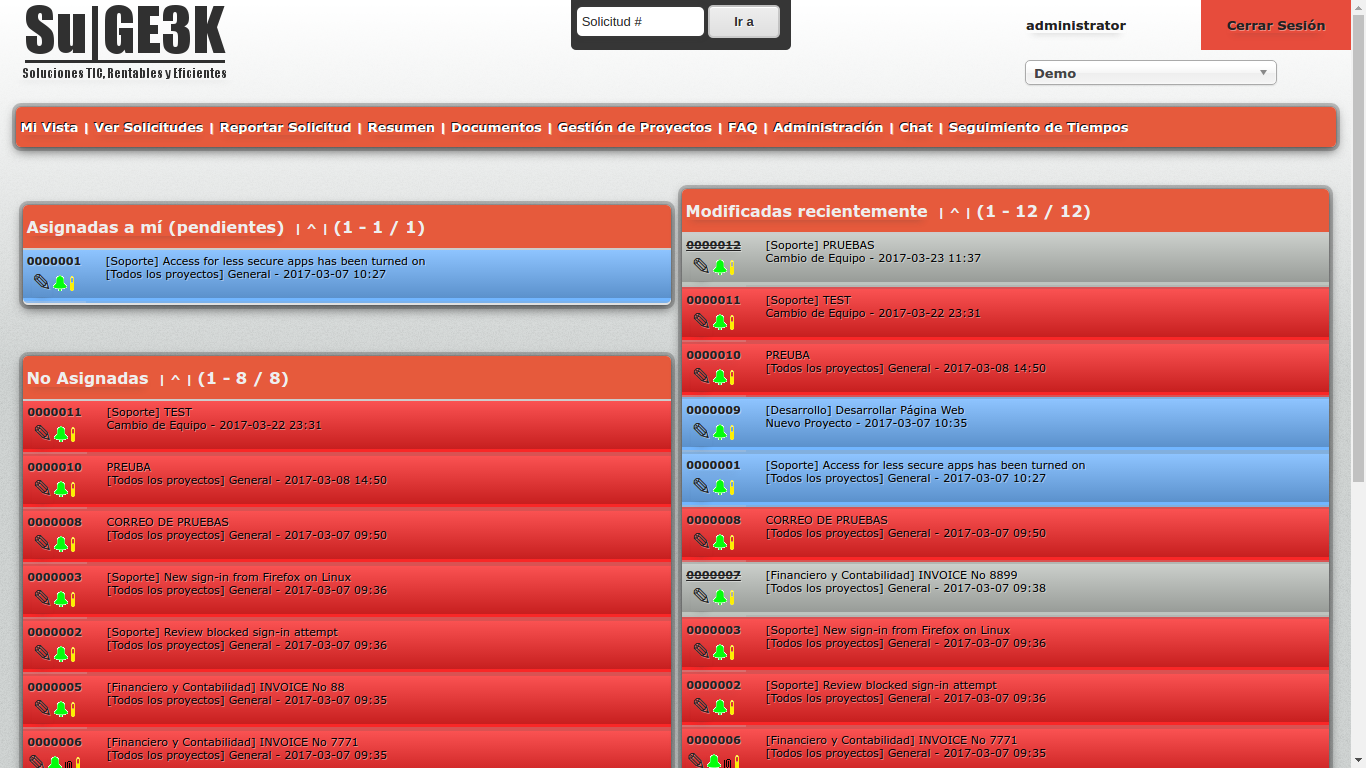 Su|GE3K
Soluciones TIC, Rentables y Eficientes
Solicitud #
Ir a
administrator
Cerrar Sesión
Demo
Mi Vista | Ver Solicitudes | Reportar Solicitud | Resumen | Documentos | Gestión de Proyectos | FAQ | Administración | Chat | Seguimiento de Tiempos
Asignadas a mí (pendientes) | ^ | (1 - 1 / 1)
0000001 [Soporte] Access for less secure apps has been turned on
[Todos los proyectos] General - 2017-03-07 10:27
No Asignadas | ^ | (1 - 8 / 8)
0000011 [Soporte] TEST
Cambio de Equipo - 2017-03-22 23:31
0000010 PREUBA
[Todos los proyectos] General - 2017-03-08 14:50
0000008 CORREO DE PRUEBAS
[Todos los proyectos] General - 2017-03-07 09:50
0000003 [Soporte] New sign-in from Firefox on Linux
[Todos los proyectos] General - 2017-03-07 09:36
0000002 [Soporte] Review blocked sign-in attempt
[Todos los proyectos] General - 2017-03-07 09:36
0000005 [Financiero y Contabilidad] INVOICE No 88
[Todos los proyectos] General - 2017-03-07 09:35
0000006 [Financiero y Contabilidad] INVOICE No 7771
[Todos los proyectos] General - 2017-03-07 09:35
Modificadas recientemente | ^ | (1 - 12 / 12)
0000012 [Soporte] PRUEBAS
Cambio de Equipo - 2017-03-23 11:37
0000011 [Soporte] TEST
Cambio de Equipo - 2017-03-22 23:31
0000010 PREUBA
[Todos los proyectos] General - 2017-03-08 14:50
0000009 [Desarrollo] Desarrollar Página Web
Nuevo Proyecto - 2017-03-07 10:35
0000001 [Soporte] Access for less secure apps has been turned on
[Todos los proyectos] General - 2017-03-07 10:27
0000008 CORREO DE PRUEBAS
[Todos los proyectos] General - 2017-03-07 09:50
0000007 [Financiero y Contabilidad] INVOICE No 8899
[Todos los proyectos] General - 2017-03-07 09:38
0000003 [Soporte] New sign-in from Firefox on Linux
[Todos los proyectos] General - 2017-03-07 09:36
0000002 [Soporte] Review blocked sign-in attempt
[Todos los proyectos] General - 2017-03-07 09:36
0000006 [Financiero y Contabilidad] INVOICE No 7771
[Todos los proyectos] General - 2017-03-07 09:35